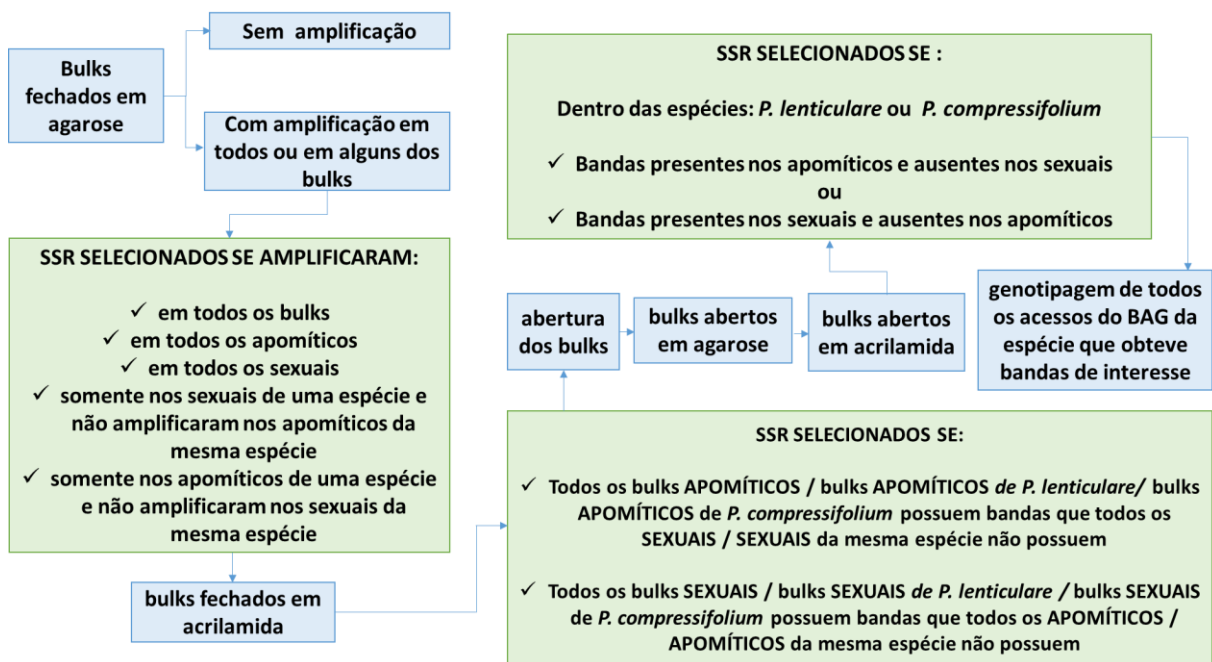 Bulks
fechados em
agarose
Sem amplificação
Com amplificação em
todos ou em alguns dos
bulks
SSR SELECIONADOS SE AMPLIFICARAM:
✓ em todos os bulks
✓ em todos os apomíticos
✓ em todos os sexuais
✓ somente nos sexuais de uma espécie e
não amplificaram nos apomíticos da
mesma espécie
✓ somente nos apomíticos de uma espécie
e não amplificaram nos sexuais da
mesma espécie
bulks fechados em
acrilamida
SSR SELECIONADOS SE:
✓ Todos os bulks APOMÍTICOS / bulks APOMÍTICOS de P. lenticulare/ bulks
APOMÍTICOS de P. compressifolium possuem bandas que todos os
SEXUAIS / SEXUAIS da mesma espécie não possuem
✓ Todos os bulks SEXUAIS / bulks SEXUAIS de P. lenticulare / bulks SEXUAIS
de P. compressifolium possuem bandas que todos os APOMÍTICOS /
APOMÍTICOS da mesma espécie não possuem
abertura
dos bulks
bulks abertos
em agarose
bulks abertos
em acrilamida
SSR SELECIONADOS SE :
Dentro das espécies: P. lenticulare ou P. compressifolium
✓ Bandas presentes nos apomíticos e ausentes nos sexuais
ou
✓ Bandas presentes nos sexuais e ausentes nos apomíticos
genotipagem de todos
os acessos do BAG da
espécie que obteve
bandas de interesse